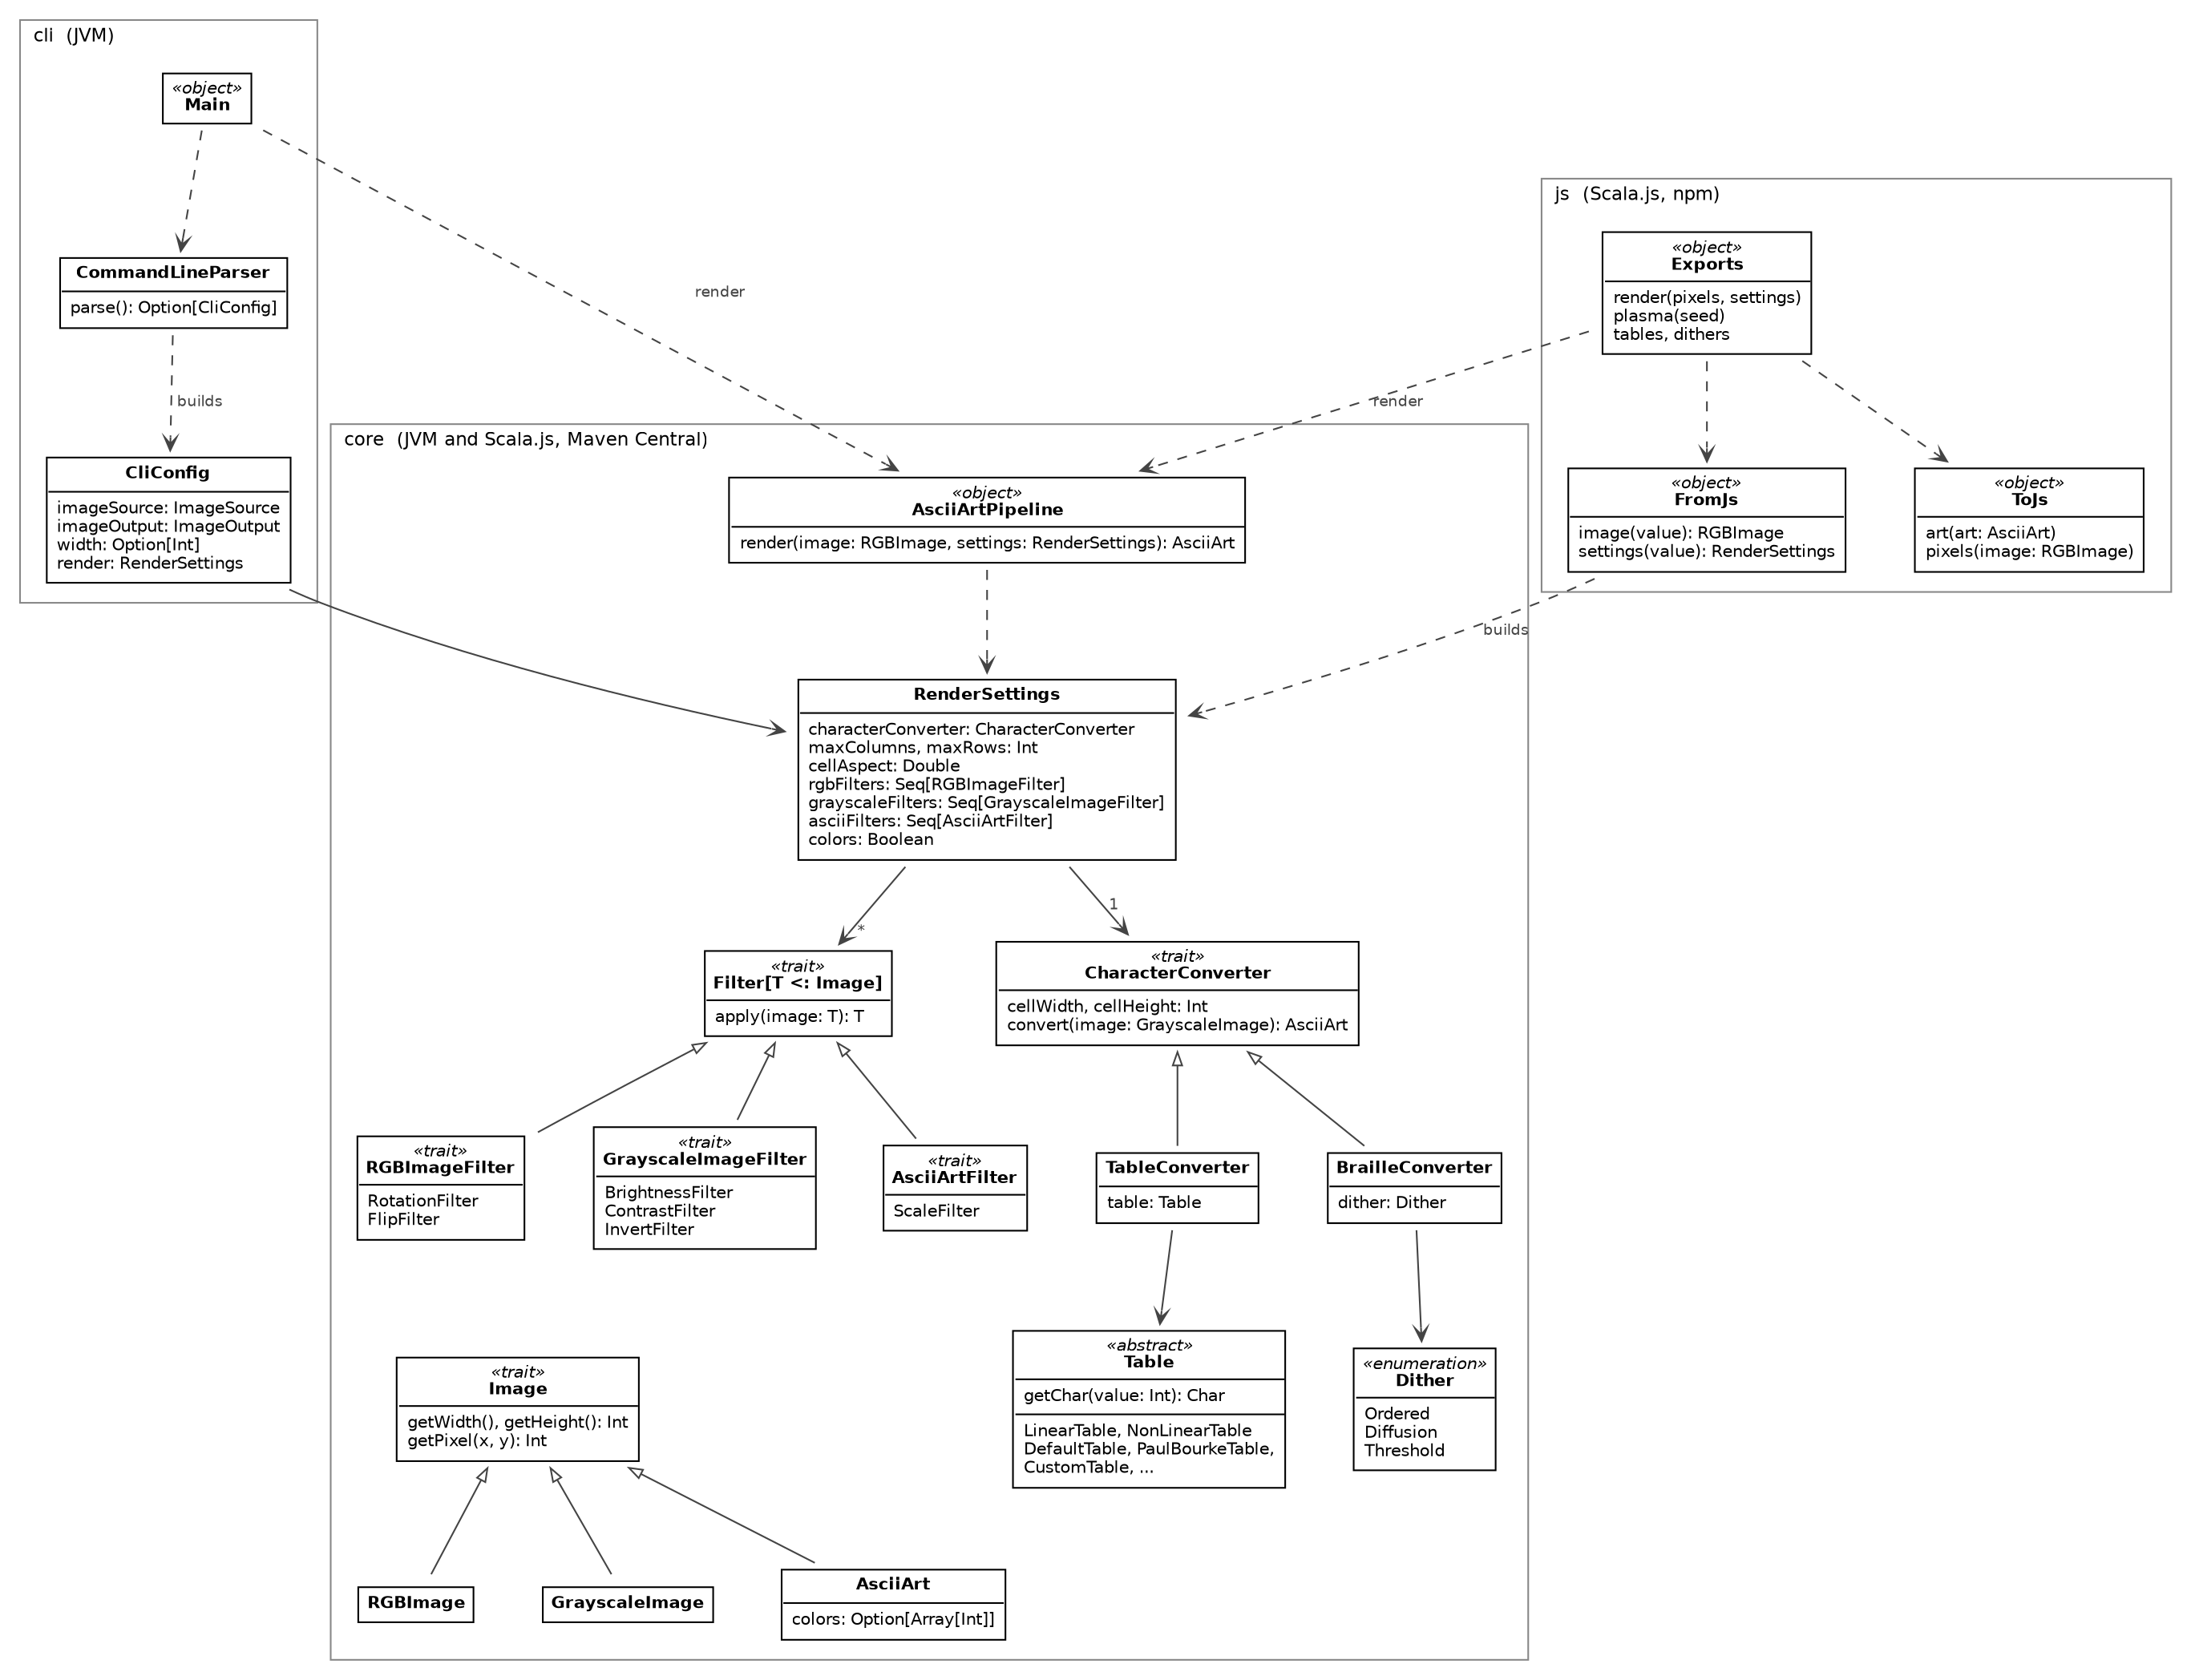 cli  (JVM)
«object»
Main
CommandLineParser
parse(): Option[CliConfig]
builds
CliConfig
imageSource: ImageSource
imageOutput: ImageOutput
width: Option[Int]
render: RenderSettings
render
js  (Scala.js, npm)
«object»
Exports
render(pixels, settings)
plasma(seed)
tables, dithers
render
«object»
FromJs
image(value): RGBImage
settings(value): RenderSettings
«object»
ToJs
art(art: AsciiArt)
pixels(image: RGBImage)
builds
core  (JVM and Scala.js, Maven Central)
«object»
AsciiArtPipeline
render(image: RGBImage, settings: RenderSettings): AsciiArt
RenderSettings
characterConverter: CharacterConverter
maxColumns, maxRows: Int
cellAspect: Double
rgbFilters: Seq[RGBImageFilter]
grayscaleFilters: Seq[GrayscaleImageFilter]
asciiFilters: Seq[AsciiArtFilter]
colors: Boolean
*
1
«trait»
Filter[T <: Image]
apply(image: T): T
«trait»
CharacterConverter
cellWidth, cellHeight: Int
convert(image: GrayscaleImage): AsciiArt
«trait»
RGBImageFilter
RotationFilter
FlipFilter
«trait»
GrayscaleImageFilter
BrightnessFilter
ContrastFilter
InvertFilter
«trait»
AsciiArtFilter
ScaleFilter
TableConverter
table: Table
BrailleConverter
dither: Dither
«trait»
Image
getWidth(), getHeight(): Int
getPixel(x, y): Int
«abstract»
Table
getChar(value: Int): Char
LinearTable, NonLinearTable
DefaultTable, PaulBourkeTable,
CustomTable, ...
«enumeration»
Dither
Ordered
Diffusion
Threshold
RGBImage
GrayscaleImage
AsciiArt
colors: Option[Array[Int]]